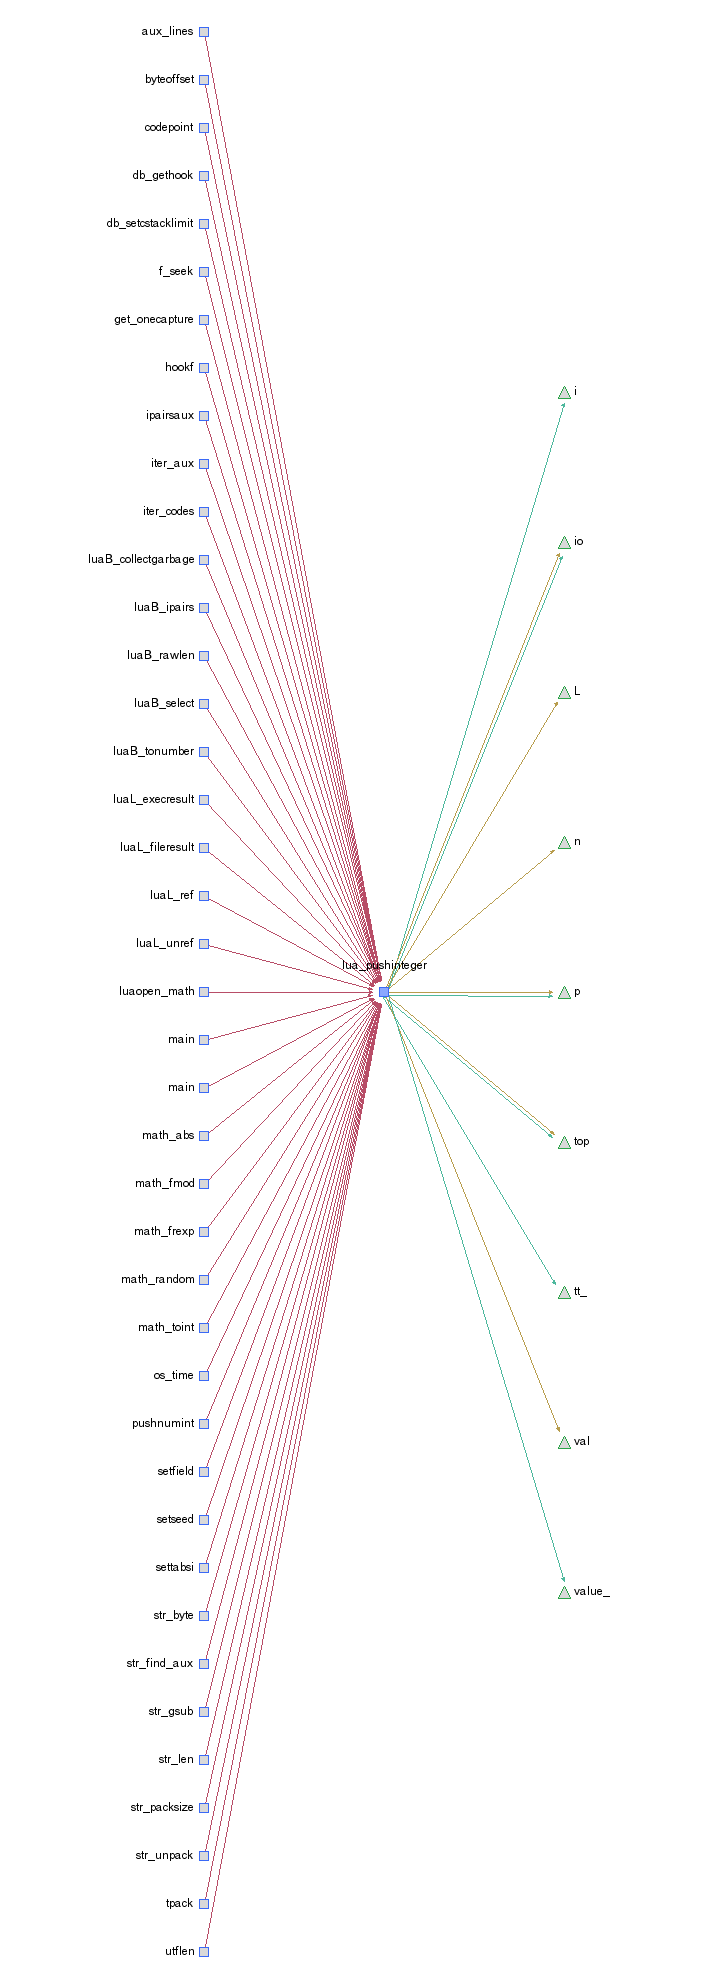 aux_lines
byteoffset
codepoint
db_gethook
db_setcstacklimit
f_seek
get_onecapture
hookf
ipairsaux
iter_aux
iter_codes
luaB_collectgarbage
luaB_ipairs
luaB_rawlen
luaB_select
luaB_tonumber
luaL_execresult
luaL_fileresult
luaL_ref
luaL_unref
luaopen_math
main
main
math_abs
math_fmod
math_frexp
math_random
math_toint
os_time
pushnumint
setfield
setseed
settabsi
str_byte
str_find_aux
str_gsub
str_len
str_packsize
str_unpack
tpack
utflen
lua_pushinteger
i
io
L
n
p
top
tt_
val
value_